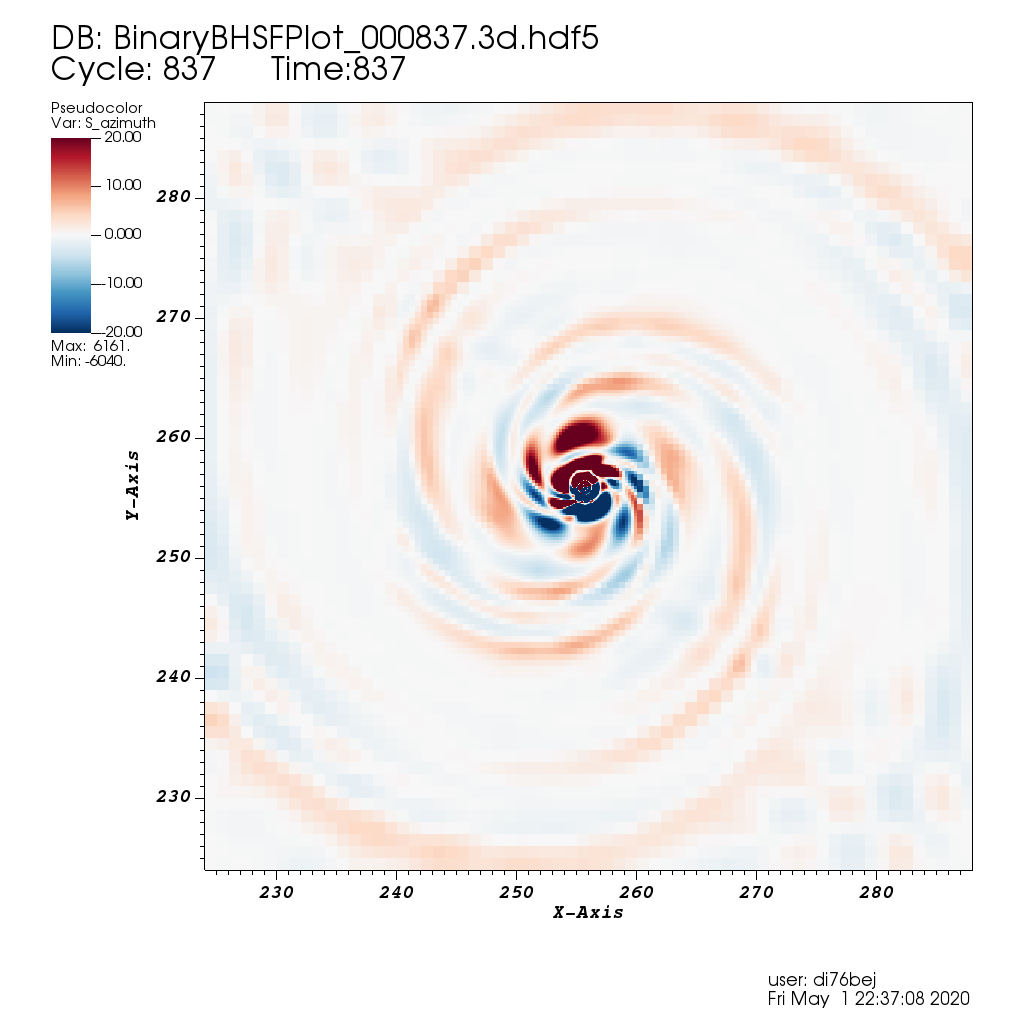 DB: BinaryBHSFPlot_000837.3d.hdf5
Cycle: 837 Time:837
Pseudocolor
Var: S_azimuth
20.00
10.00
0.000
-10.00
-20.00
Max: 6161.
Min: -6040.
280
270
260
250
240
230
Y-Axis
230 240 250 260 270 280
X-Axis
user: di76bej
Fri May 1 22:37:08 2020